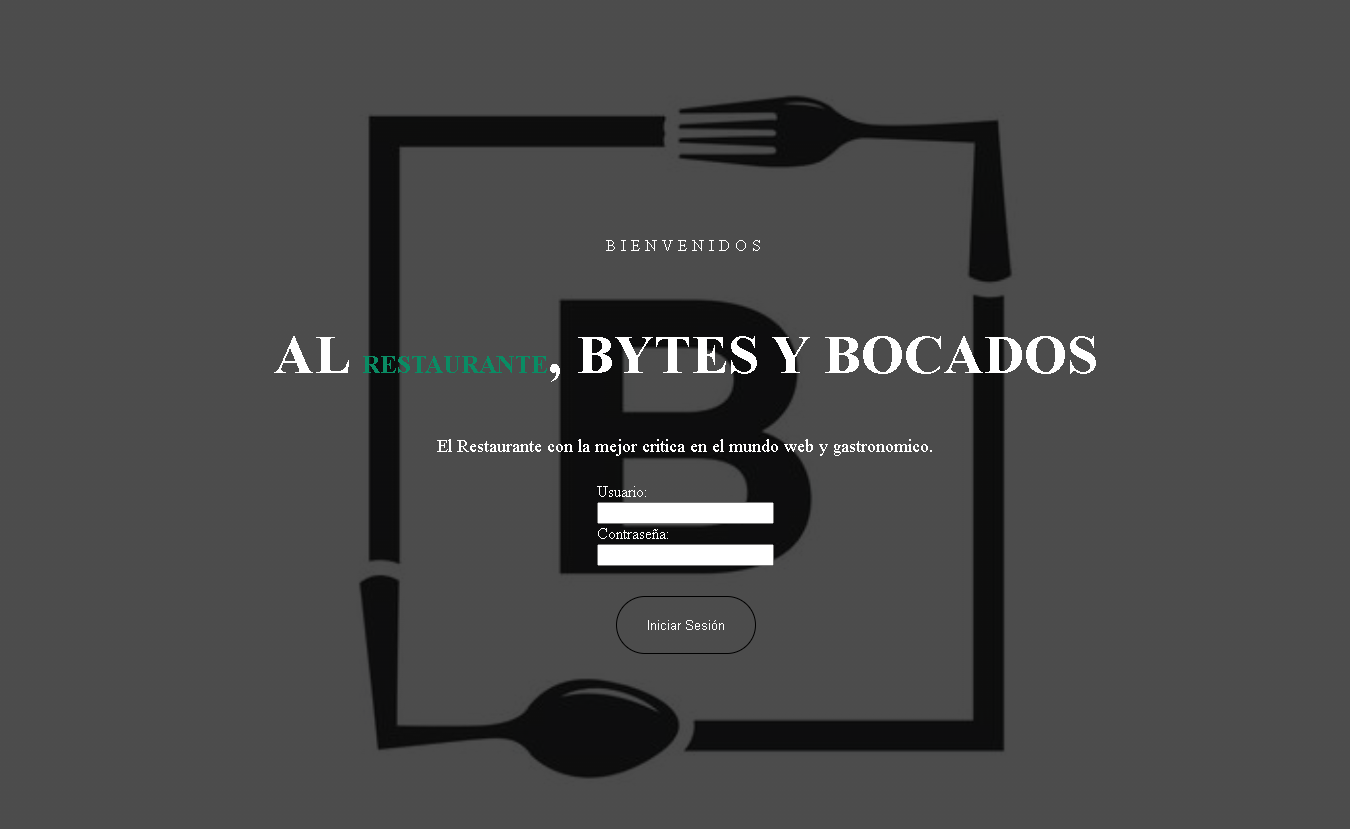 BIENVENIDOS
AL RESTAURANTE, BYTES Y BOCADOS
El Restaurante con la mejor critica en el mundo web y gastronomico.
Usuario:
Contraseña:
Iniciar Sesión
B